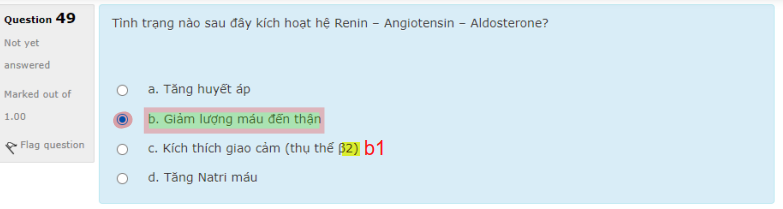 Question 49
Not yet
answered
Marked out of
1.00
Flag question
Tình trạng nào sau đây kích hoạt hệ Renin – Angiotensin – Aldosterone?
a. Tăng huyết áp
b. Giảm lượng máu đến thận
c. Kích thích giao cảm (thụ thể β2) b1
d. Tăng Natri máu